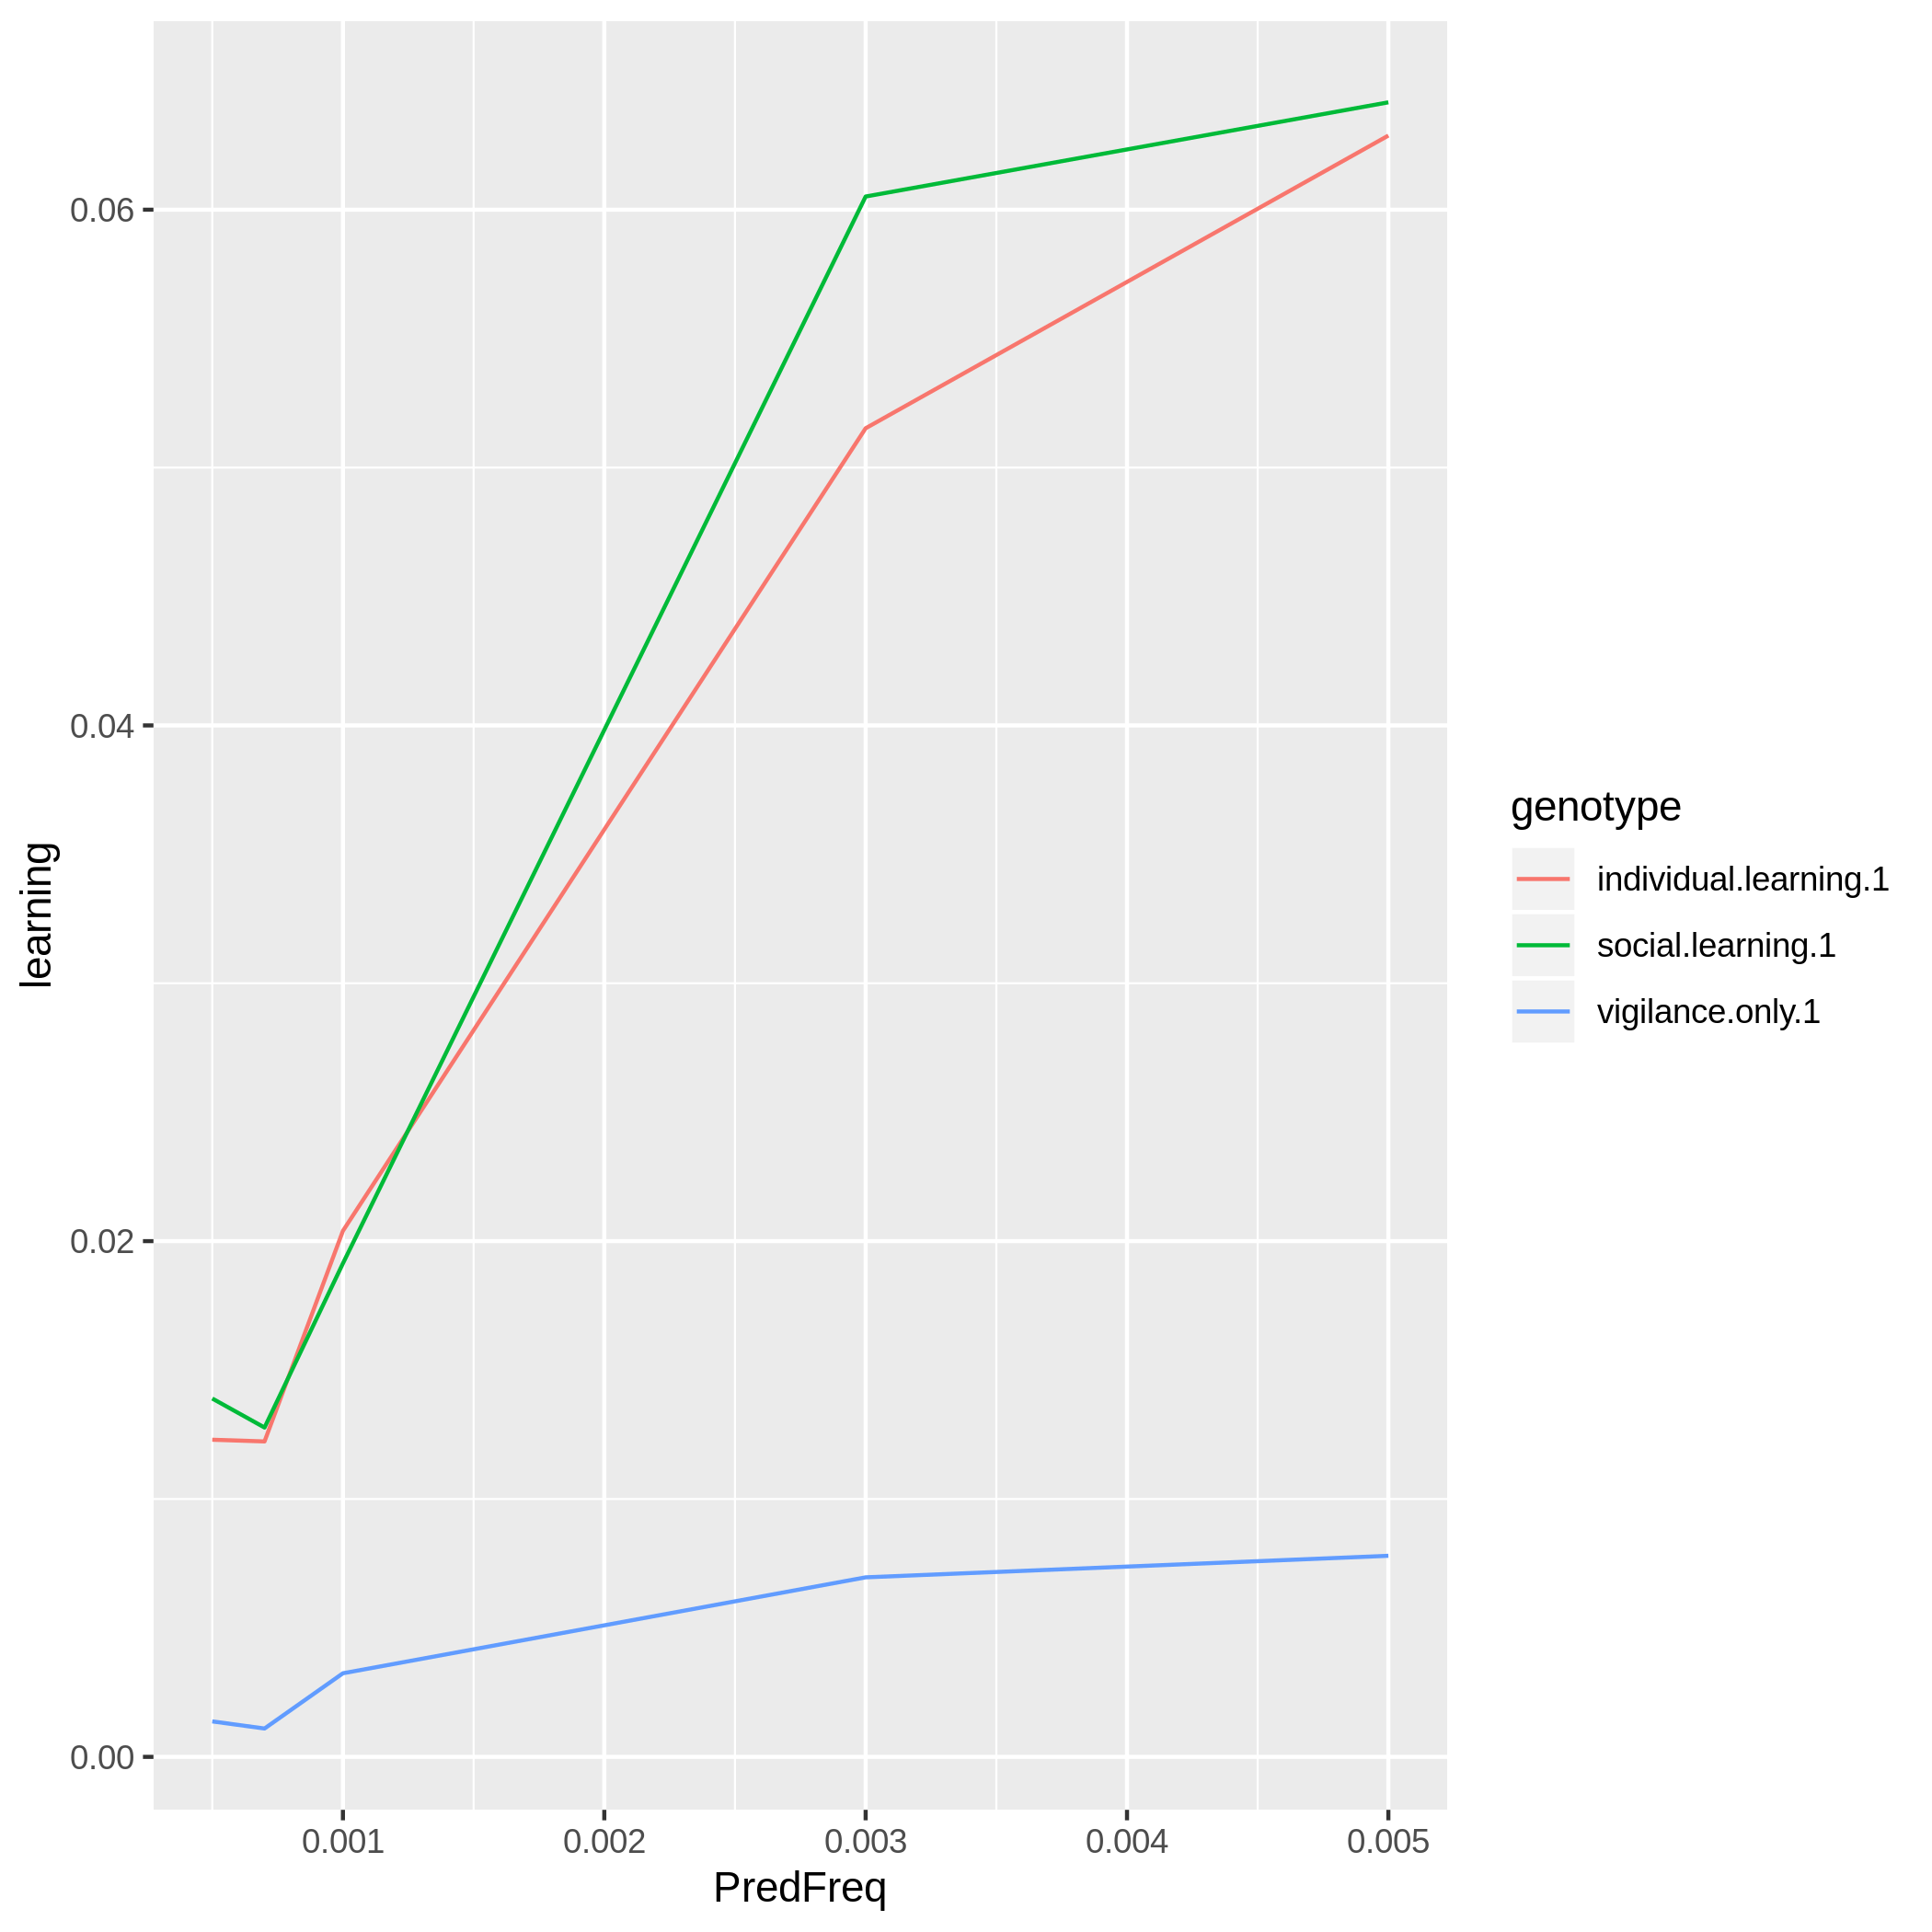 0.06
0.04
0.02
0.00
learning
0.001 0.002 0.003 0.004 0.005
PredFreq
genotype
individual.learning.1
social.learning.1
vigilance.only.1